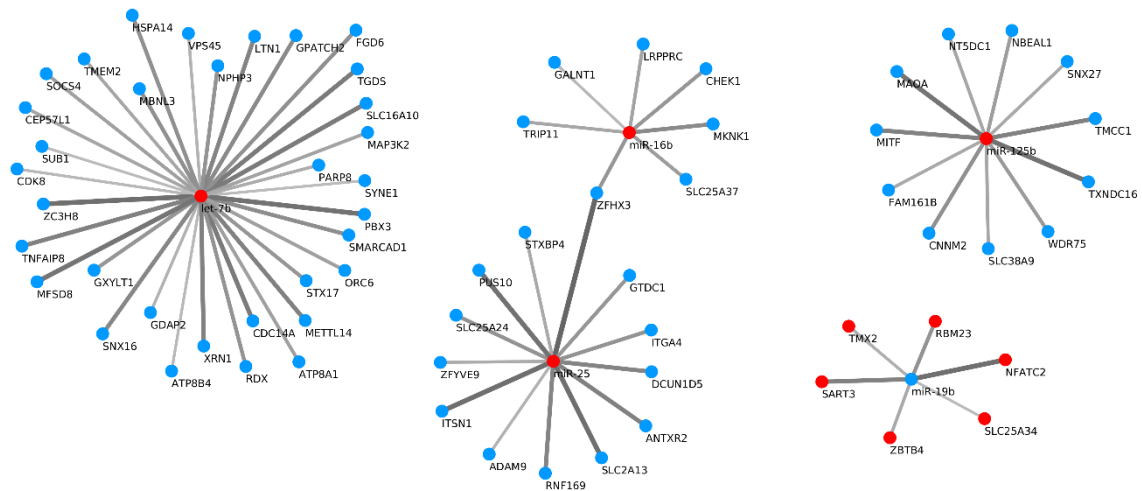 HSPA14
VPS45
LTN1
GPATCH2
FGD6
TMEM2
NPHP3
TGDS
SOCS4
MBNL3
SLC16A10
CEP57L1
MAP3K2
SUB1
PARP8
CDK8
SYNE1
let-7b
ZC3H8
PBX3
SMARCAD1
TNFAIP8
GXYLT1
ORC6
MFSD8
STX17
GDAP2
CDC14A
METTL14
SNX16
XRN1
RDX
ATP8A1
ATP8B4
GALNT1
LRPPRC
CHEK1
TRIP11
MKNK1
miR-16b
SLC25A37
ZFHX3
STXBP4
PUS10
GTDC1
SLC25A24
ITGA4
ZFYVE9
miR-25
DCUN1D5
ITSN1
ANTXR2
ADAM9
SLC2A13
RNF169
NT5DC1
NBEAL1
SNX27
MAOA
TMCC1
MITF
miR-125b
TXNDC16
FAM161B
CNNM2
WDR75
SLC38A9
TMX2
RBM23
NFATC2
SART3
miR-19b
SLC25A34
ZBTB4